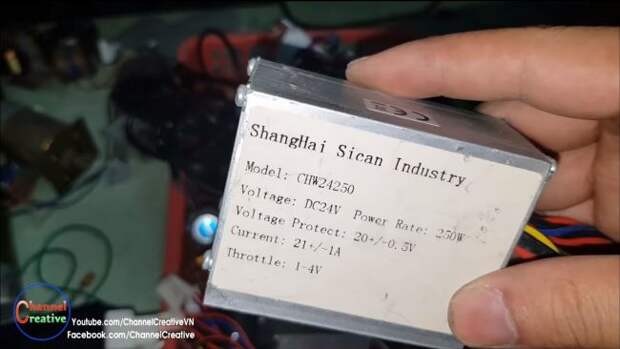 ShangHai Sican Industry
Model: CHW24250
Voltage: DC24V Power Rate: 250W
Voltage Protect: 20+/-0.5V
Current: 21+/-1A
Throttle: 1-4V
CE
Channel
Creative
Youtube.com/ChannelCreativeVN
Facebook.com/ChannelCreative